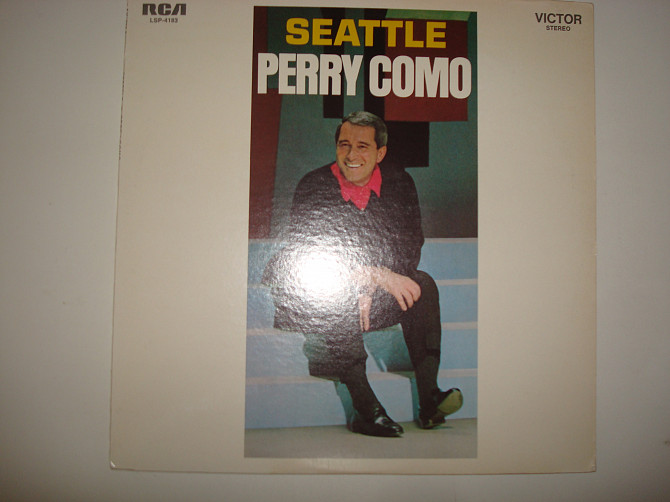 RCA
LSP-4183
SEATTLE
VICTOR
STEREO
PERRY COMO